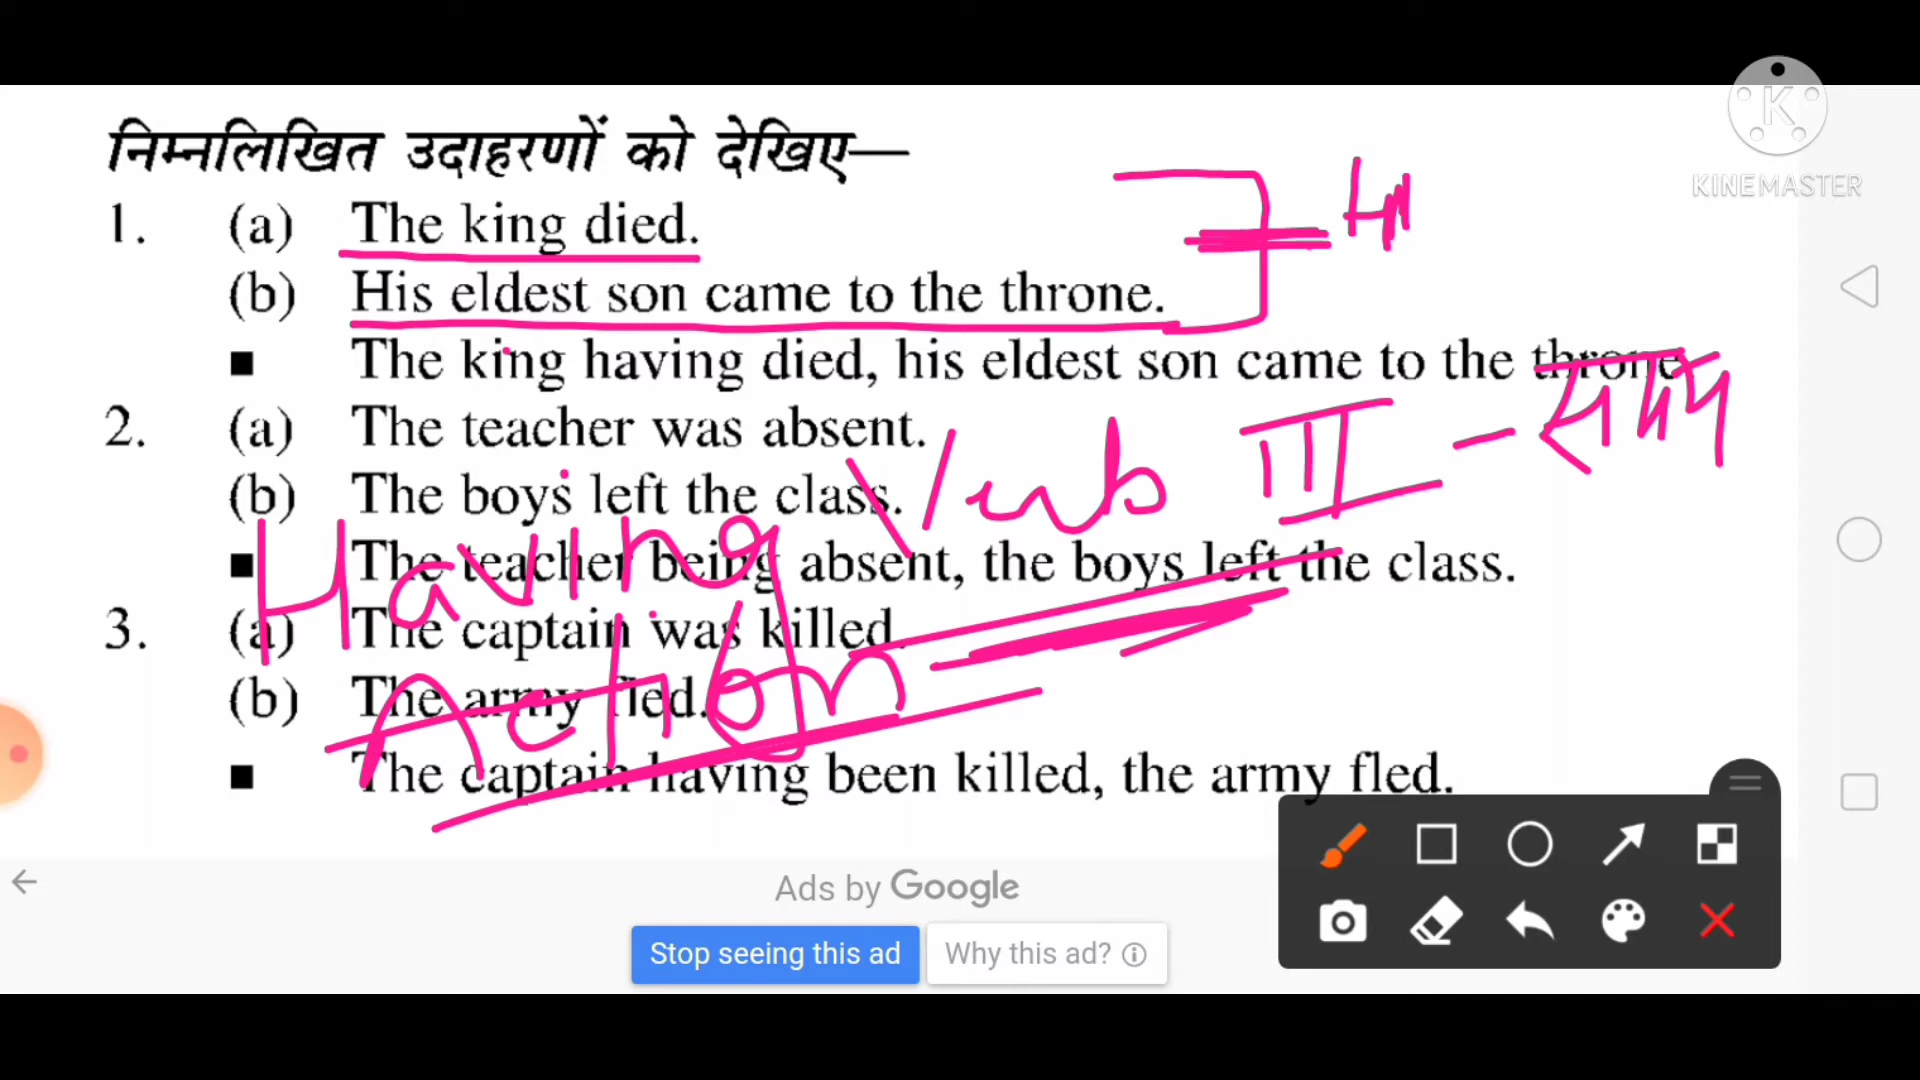 निम्नलिखित उदाहरणों को देखिए—
KINEMASTER
1. (a) The king died.
(b) His eldest son came to the throne.
■ The king having died, his eldest son came to the throne
2. (a) The teacher was absent.
(b) The boys left the class.
Having Verb III -
■ The teacher being absent, the boys left the class.
3. (a) The captain was killed.
Action
(b) The army fled.
■ The captain having been killed, the army fled.
Ads by Google
Stop seeing this ad
Why this ad?